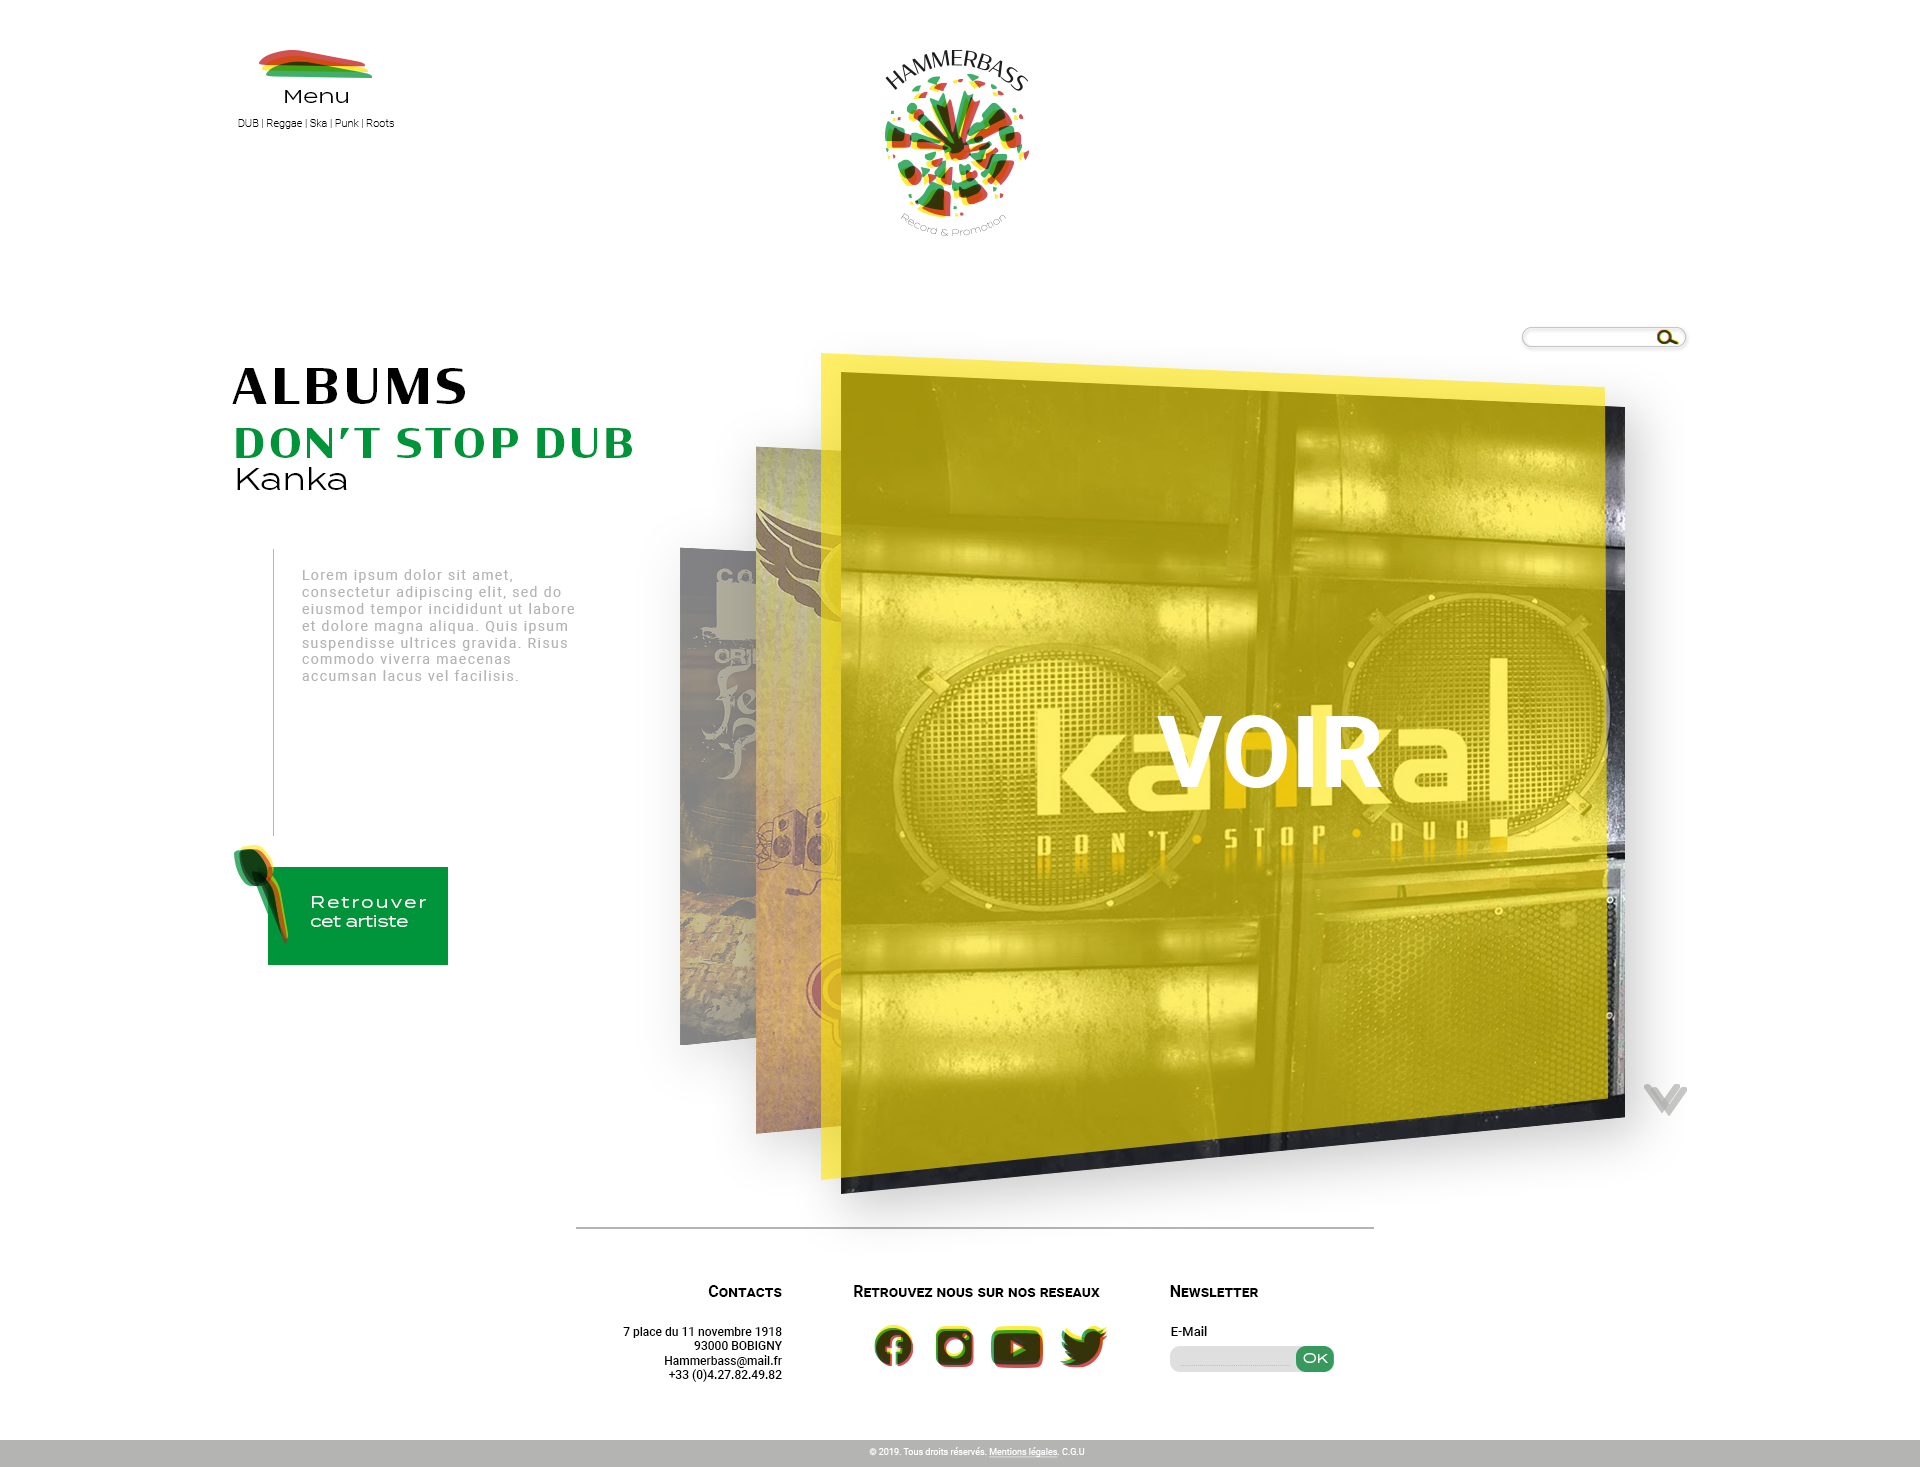 HAMMERBASS
Menu
DUB | Reggae | Ska | Punk | Roots
Record & Promotion
ALBUMS
DON'T STOP DUB
Kanka
Lorem ipsum dolor sit amet,
consectetur adipiscing elit, sed do
eiusmod tempor incididunt ut labore
et dolore magna aliqua. Quis ipsum
suspendisse ultrices gravida. Risus
commodo viverra maecenas
accumsan lacus vel facilisis.
VOIR
DON'T • STOP • DUB
Retrouver
cet artiste
Contacts
7 place du 11 novembre 1918
93000 BOBIGNY
Hammerbass@mail.fr
+33 (0)4.27.82.49.82
Retrouvez nous sur nos reseaux
Newsletter
E-Mail
OK
© 2019. Tous droits réservés. Mentions légales. C.G.U